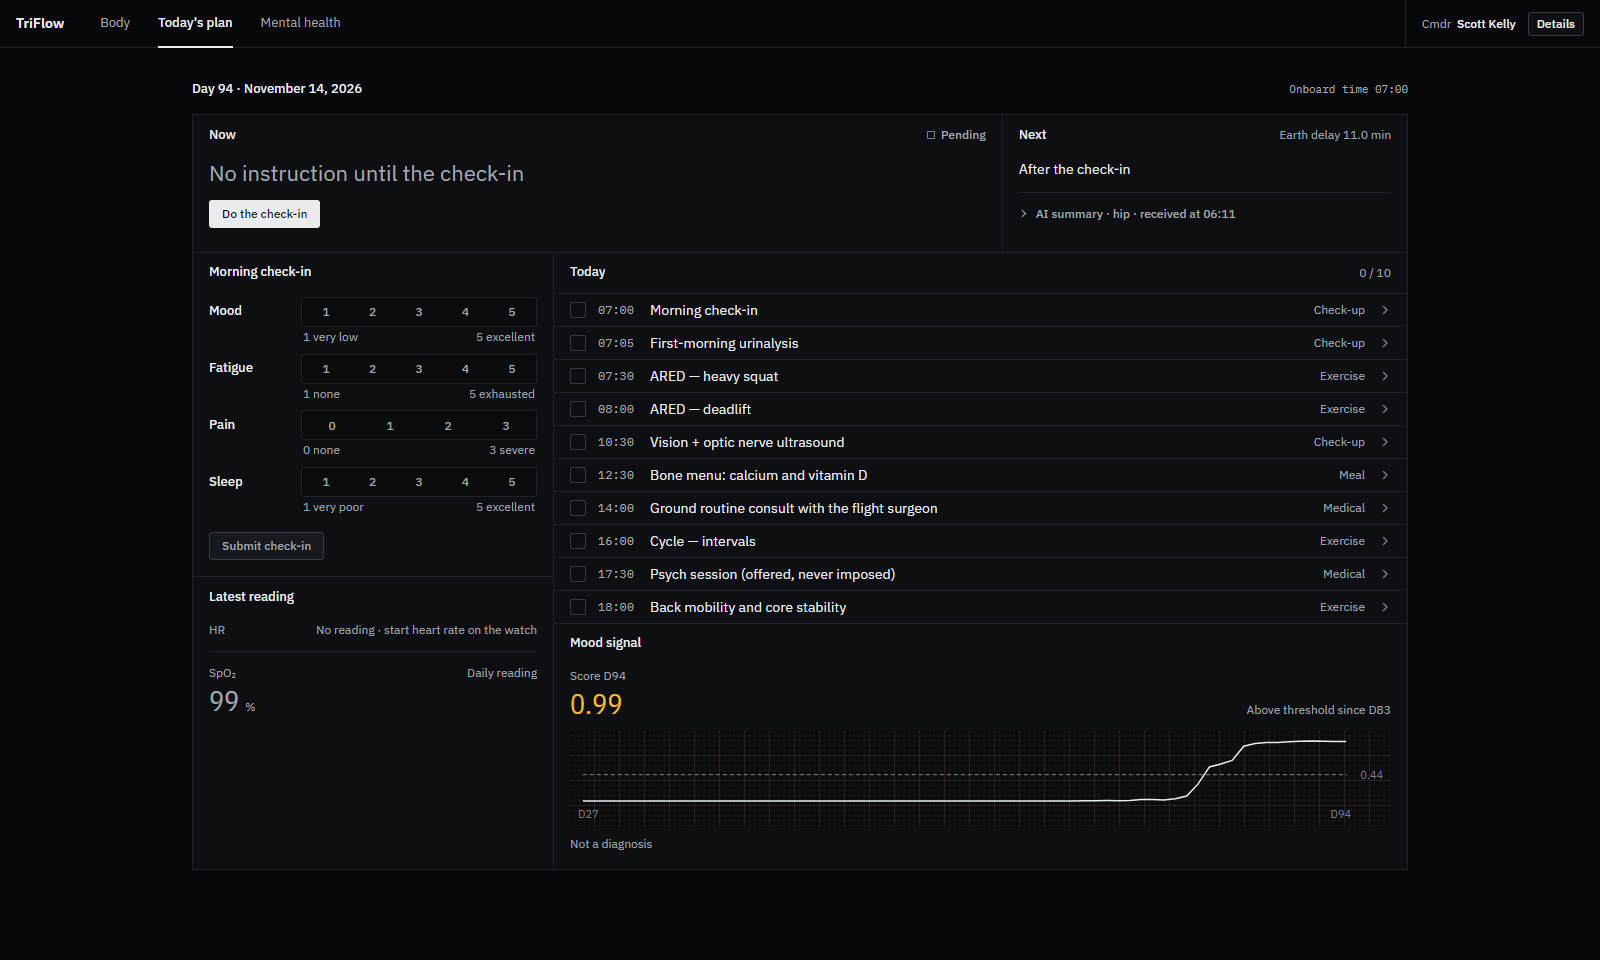 TriFlow Body Today's plan Mental health Cmdr Scott Kelly Details
Day 94 · November 14, 2026 Onboard time 07:00
Now Pending
No instruction until the check-in
Do the check-in
Next Earth delay 11.0 min
After the check-in
AI summary · hip · received at 06:11
Morning check-in
Mood 1 2 3 4 5
1 very low 5 excellent
Fatigue 1 2 3 4 5
1 none 5 exhausted
Pain 0 1 2 3
0 none 3 severe
Sleep 1 2 3 4 5
1 very poor 5 excellent
Submit check-in
Latest reading
HR No reading · start heart rate on the watch
SpO₂ Daily reading
99 %
Today 0 / 10
07:00 Morning check-in Check-up
07:05 First-morning urinalysis Check-up
07:30 ARED — heavy squat Exercise
08:00 ARED — deadlift Exercise
10:30 Vision + optic nerve ultrasound Check-up
12:30 Bone menu: calcium and vitamin D Meal
14:00 Ground routine consult with the flight surgeon Medical
16:00 Cycle — intervals Exercise
17:30 Psych session (offered, never imposed) Medical
18:00 Back mobility and core stability Exercise
Mood signal
Score D94
0.99 Above threshold since D83
0.44
D27 D94
Not a diagnosis